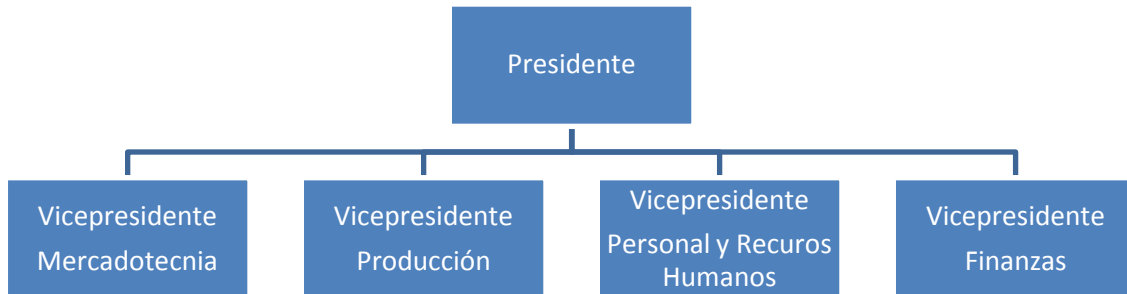 Presidente
Vicepresidente
Mercadotecnia
Vicepresidente
Producción
Vicepresidente
Personal y Recuros
Humanos
Vicepresidente
Finanzas